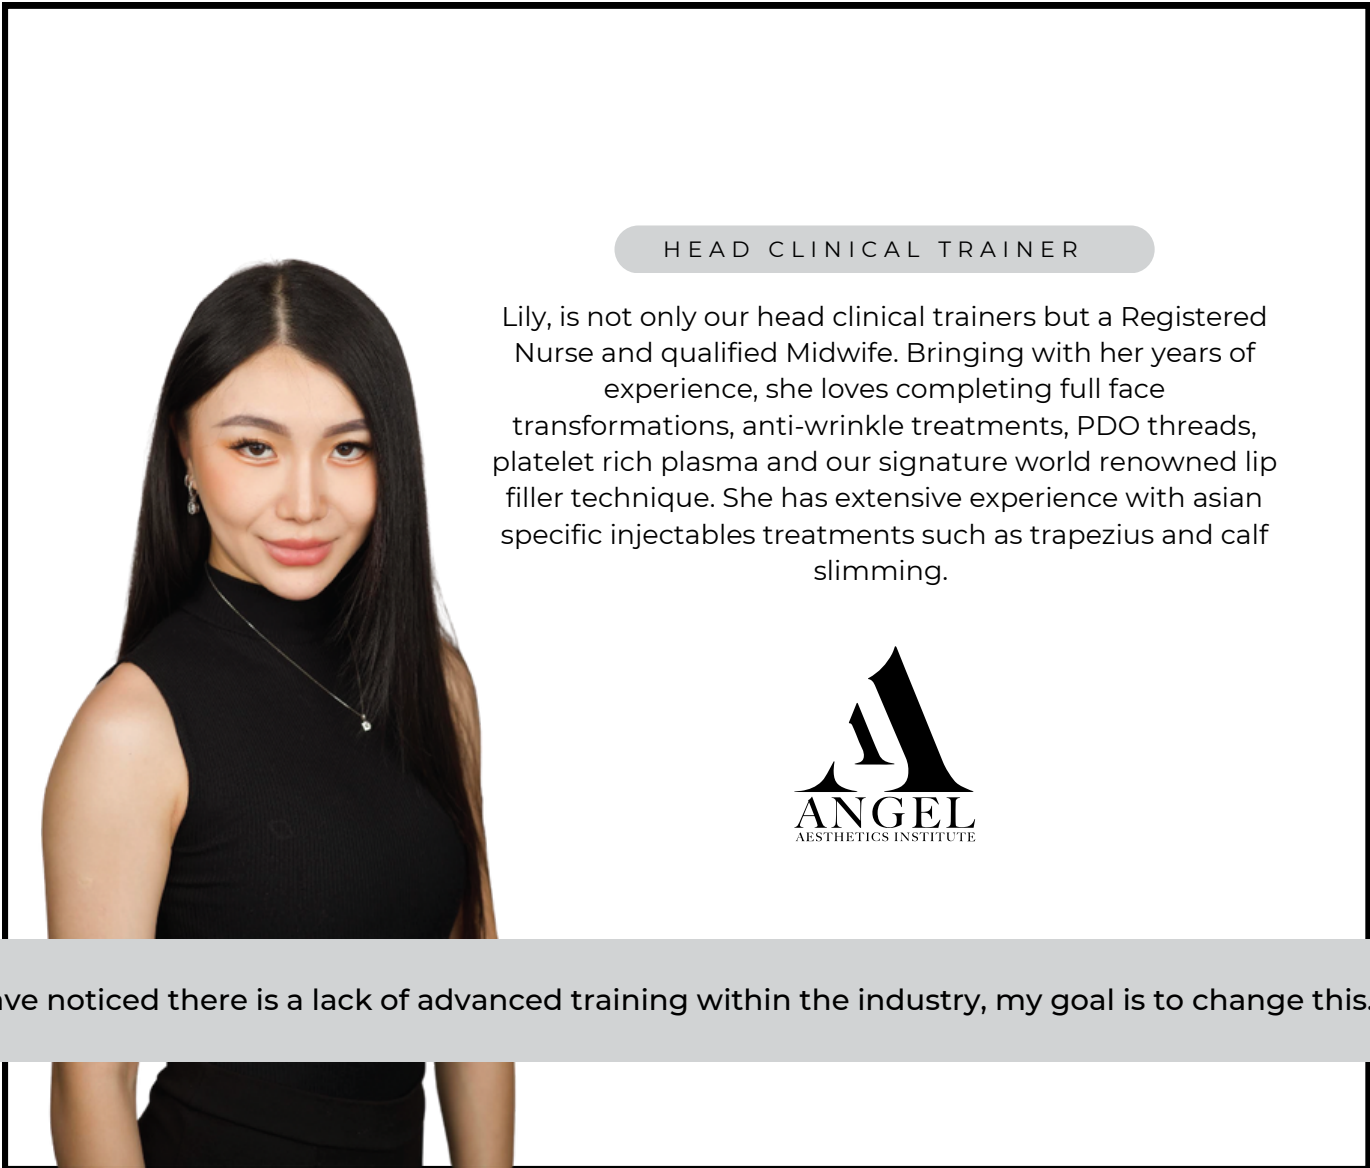 HEAD CLINICAL TRAINER
Lily, is not only our head clinical trainers but a Registered
Nurse and qualified Midwife. Bringing with her years of
experience, she loves completing full face
transformations, anti-wrinkle treatments, PDO threads,
platelet rich plasma and our signature world renowned lip
filler technique. She has extensive experience with asian
specific injectables treatments such as trapezius and calf
slimming.
ANGEL
AESTHETICS INSTITUTE
noticed there is a lack of advanced training within the industry, my goal is to change this.